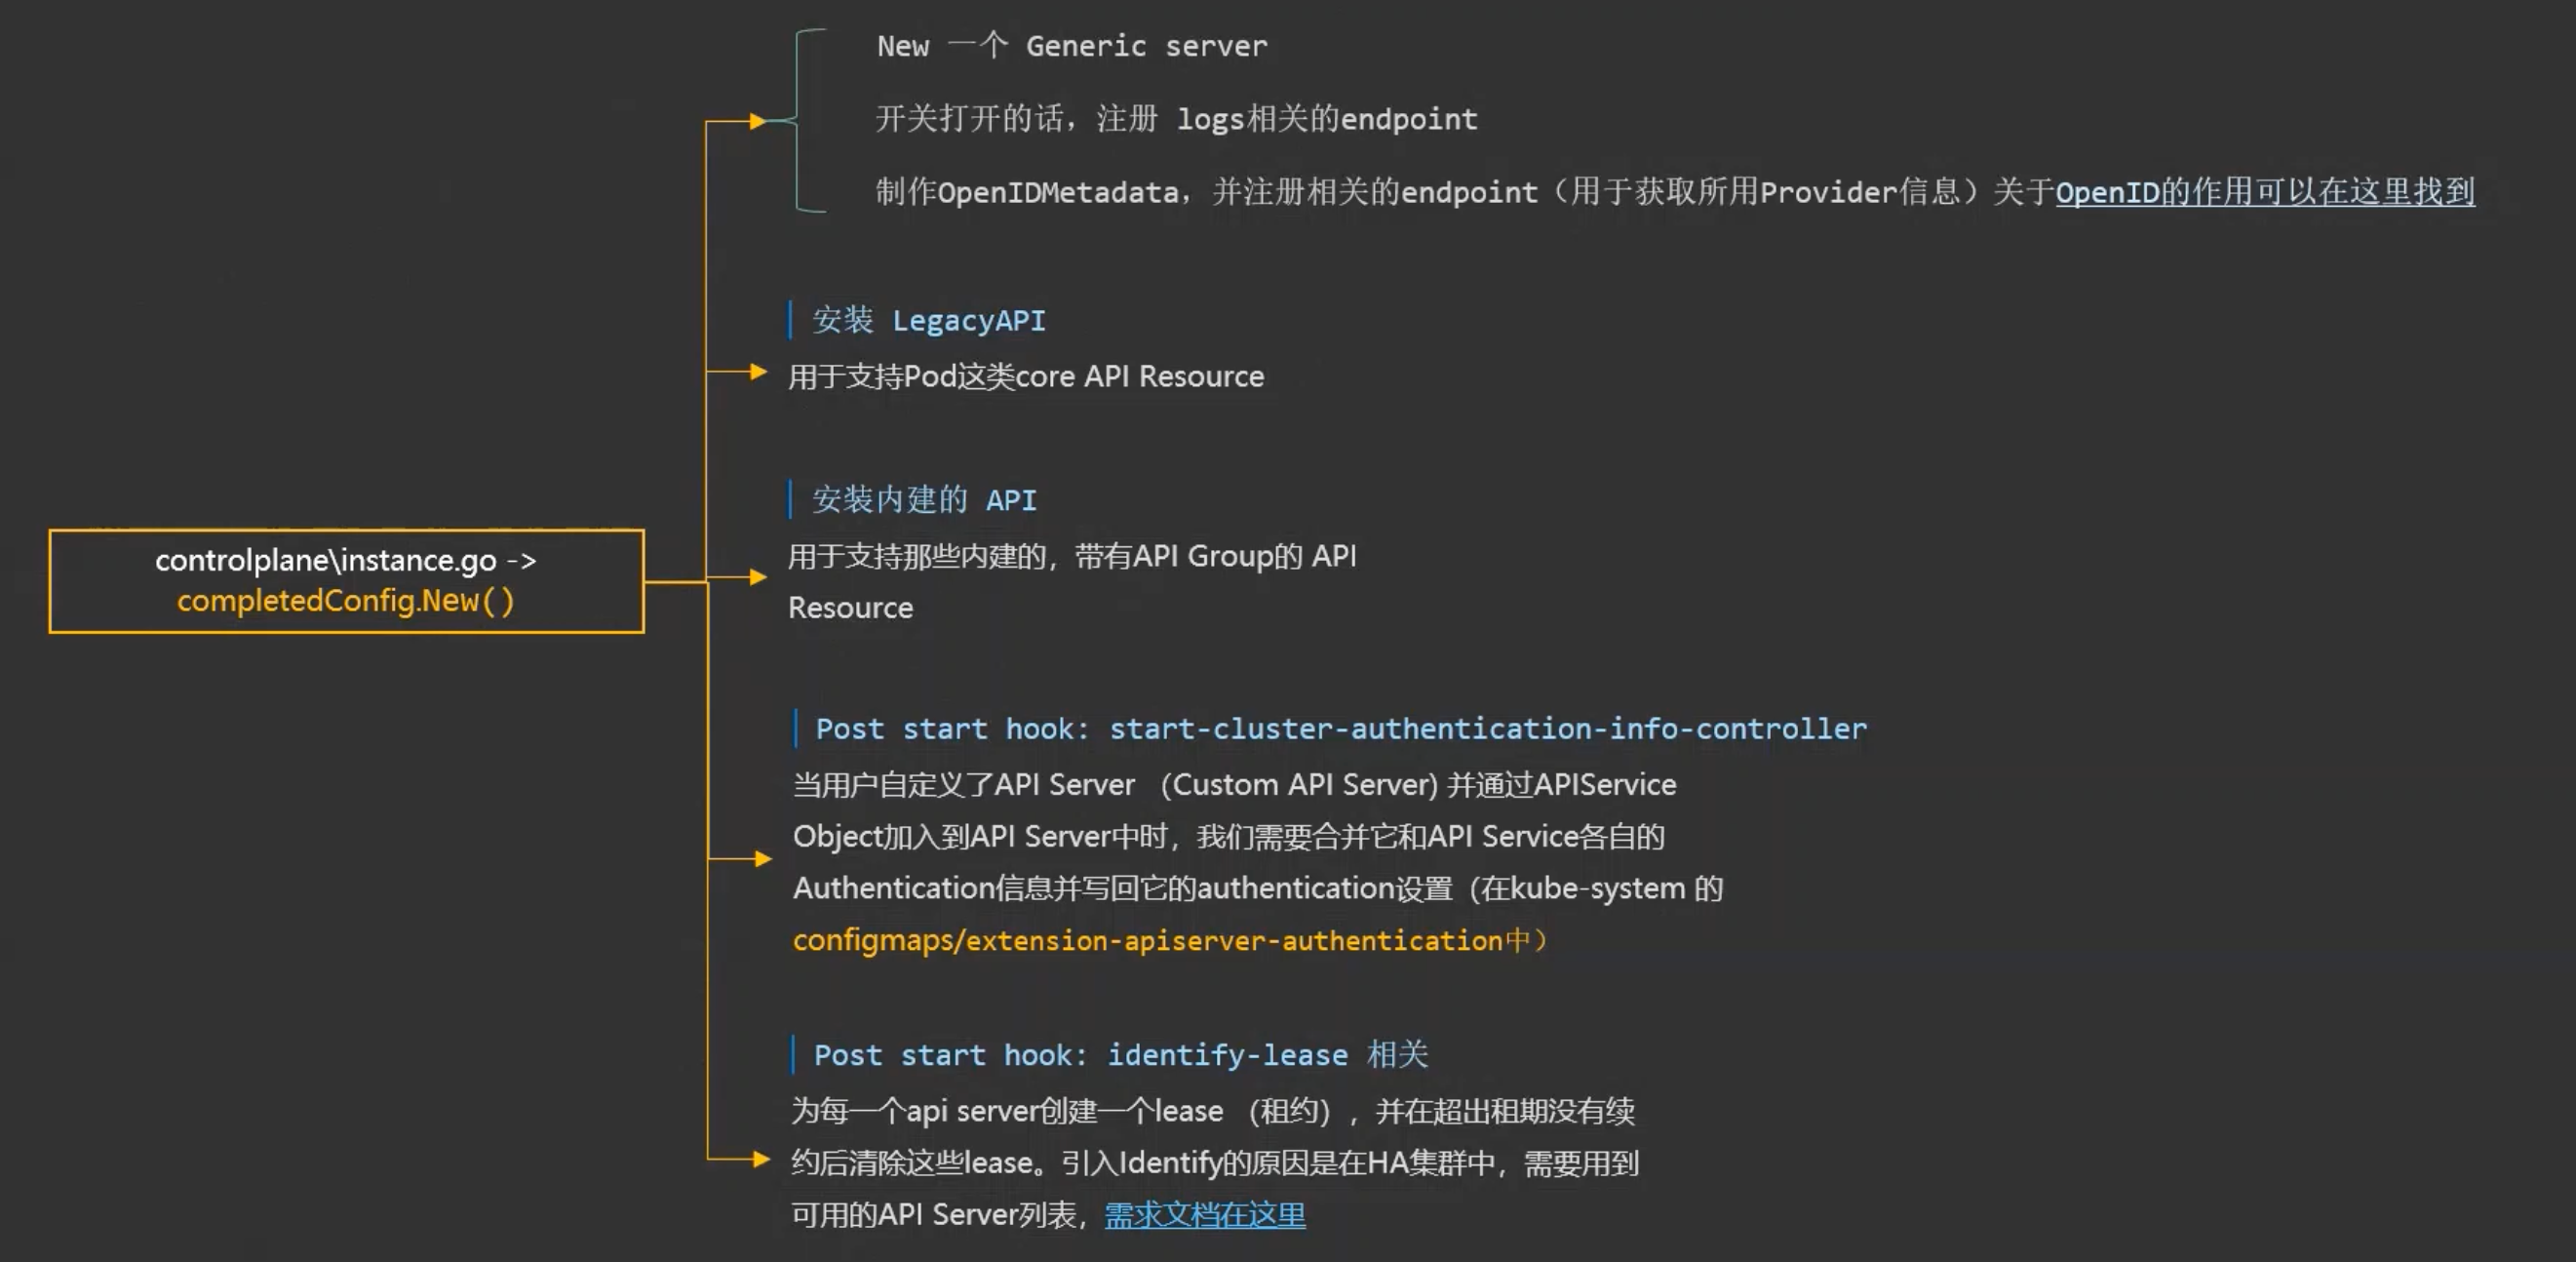 New 一个 Generic server
开关打开的话，注册 logs相关的endpoint
制作OpenIDMetadata，并注册相关的endpoint（用于获取所用Provider信息）关于OpenID的作用可以在这里找到
安装 LegacyAPI
用于支持Pod这类core API Resource
安装内建的 API
用于支持那些内建的，带有API Group的 API
Resource
controlplane\instance.go ->
completedConfig.New()
Post start hook: start-cluster-authentication-info-controller
当用户自定义了API Server （Custom API Server) 并通过APIService
Object加入到API Server中时，我们需要合并它和API Service各自的
Authentication信息并写回它的authentication设置（在kube-system 的
configmaps/extension-apiserver-authentication中）
Post start hook: identify-lease 相关
为每一个api server创建一个lease （租约），并在超出租期没有续
约后清除这些lease。引入Identify的原因是在HA集群中，需要用到
可用的API Server列表，需求文档在这里